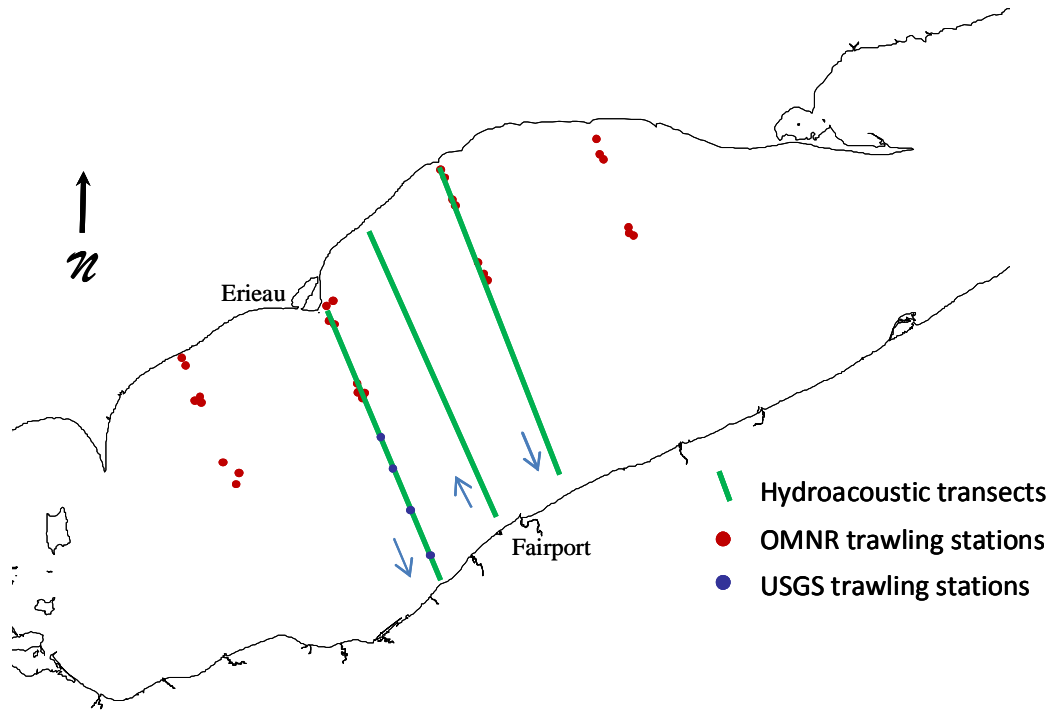 N
Erieau
Fairport
Hydroacoustic transects
OMNR trawling stations
USGS trawling stations